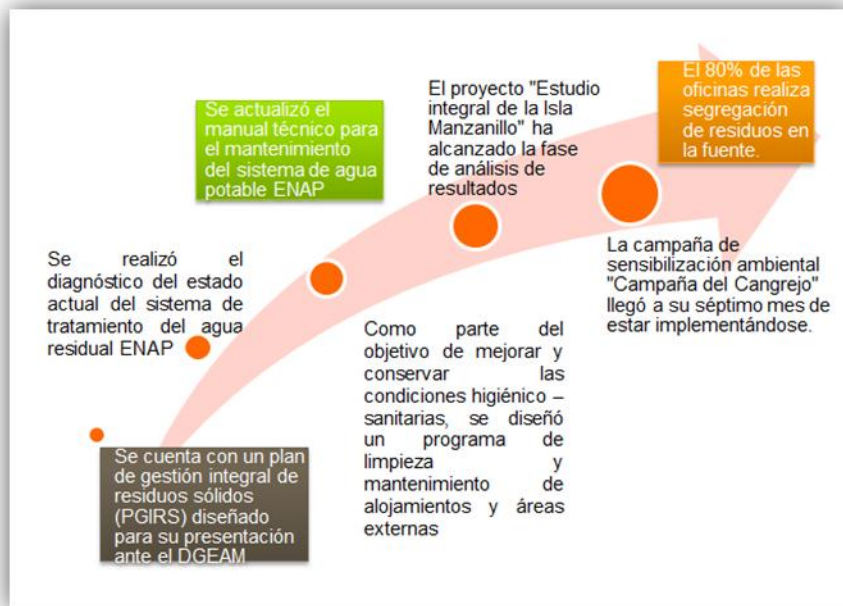 Se cuenta con un plan
de gestión integral de
residuos sólidos
(PGIRS) diseñado
para su presentación
ante el DGEAM
Se realizó el
diagnóstico del estado
actual del sistema de
tratamiento del agua
residual ENAP
Se actualizó el
manual técnico para
el mantenimiento
del sistema de agua
potable ENAP
Como parte del
objetivo de mejorar y
conservar las
condiciones higiénico –
sanitarias, se diseñó
un programa de
limpieza y
mantenimiento de
alojamientos y áreas
externas
El proyecto "Estudio
integral de la Isla
Manzanillo" ha
alcanzado la fase
de análisis de
resultados
La campaña de
sensibilización ambiental
"Campaña del Cangrejo"
llegó a su séptimo mes de
estar implementándose.
El 80% de las
oficinas realiza
segregación
de residuos en
la fuente.